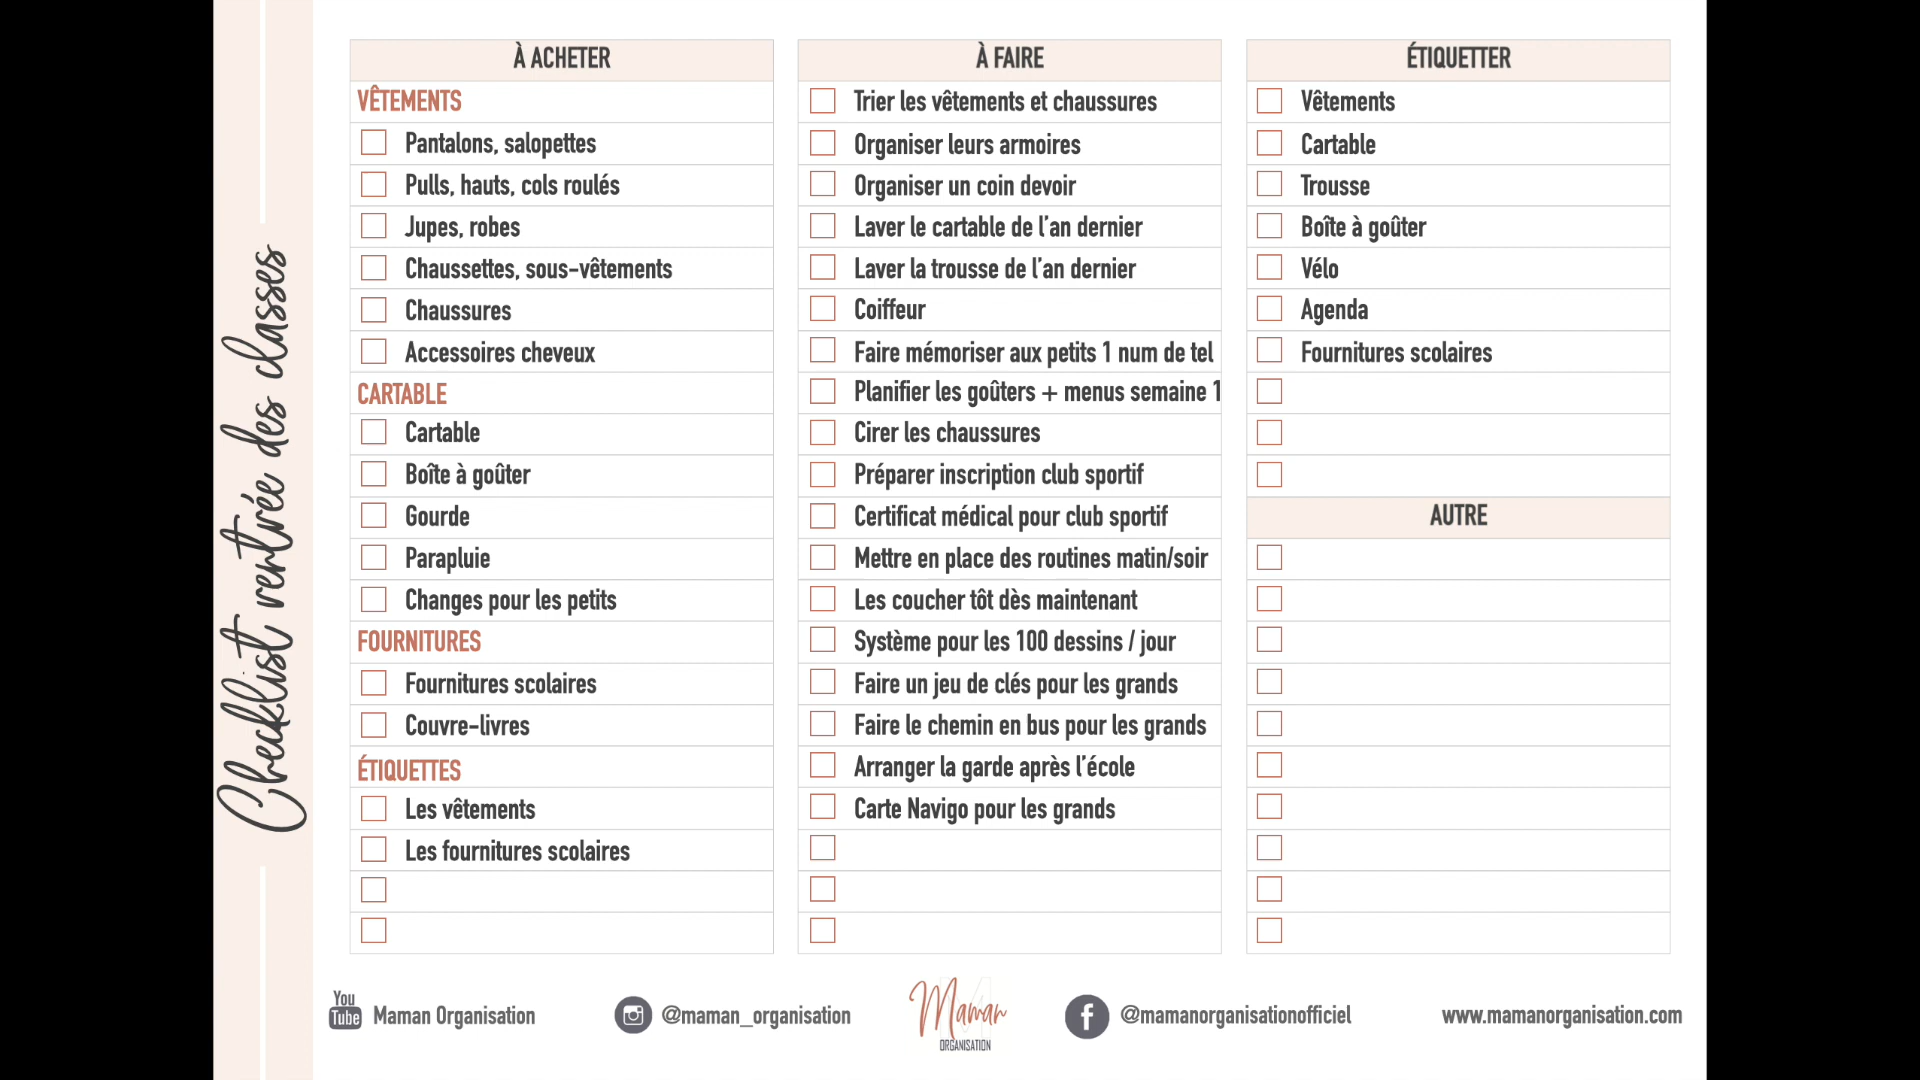 Checklist rentrée des classes
À ACHETER
VÊTEMENTS
Pantalons, salopettes
Pulls, hauts, cols roulés
Jupes, robes
Chaussettes, sous-vêtements
Chaussures
Accessoires cheveux
CARTABLE
Cartable
Boîte à goûter
Gourde
Parapluie
Changes pour les petits
FOURNITURES
Fournitures scolaires
Couvre-livres
ÉTIQUETTES
Les vêtements
Les fournitures scolaires
À FAIRE
Trier les vêtements et chaussures
Organiser leurs armoires
Organiser un coin devoir
Laver le cartable de l'an dernier
Laver la trousse de l'an dernier
Coiffeur
Faire mémoriser aux petits 1 num de tel
Planifier les goûters + menus semaine 1
Cirer les chaussures
Préparer inscription club sportif
Certificat médical pour club sportif
Mettre en place des routines matin/soir
Les coucher tôt dès maintenant
Système pour les 100 dessins / jour
Faire un jeu de clés pour les grands
Faire le chemin en bus pour les grands
Arranger la garde après l'école
Carte Navigo pour les grands
ÉTIQUETTER
Vêtements
Cartable
Trousse
Boîte à goûter
Vélo
Agenda
Fournitures scolaires
AUTRE
You
Tube
Maman Organisation
@maman_organisation
Maman
ORGANISATION
@mamanorganisationofficiel
www.mamanorganisation.com